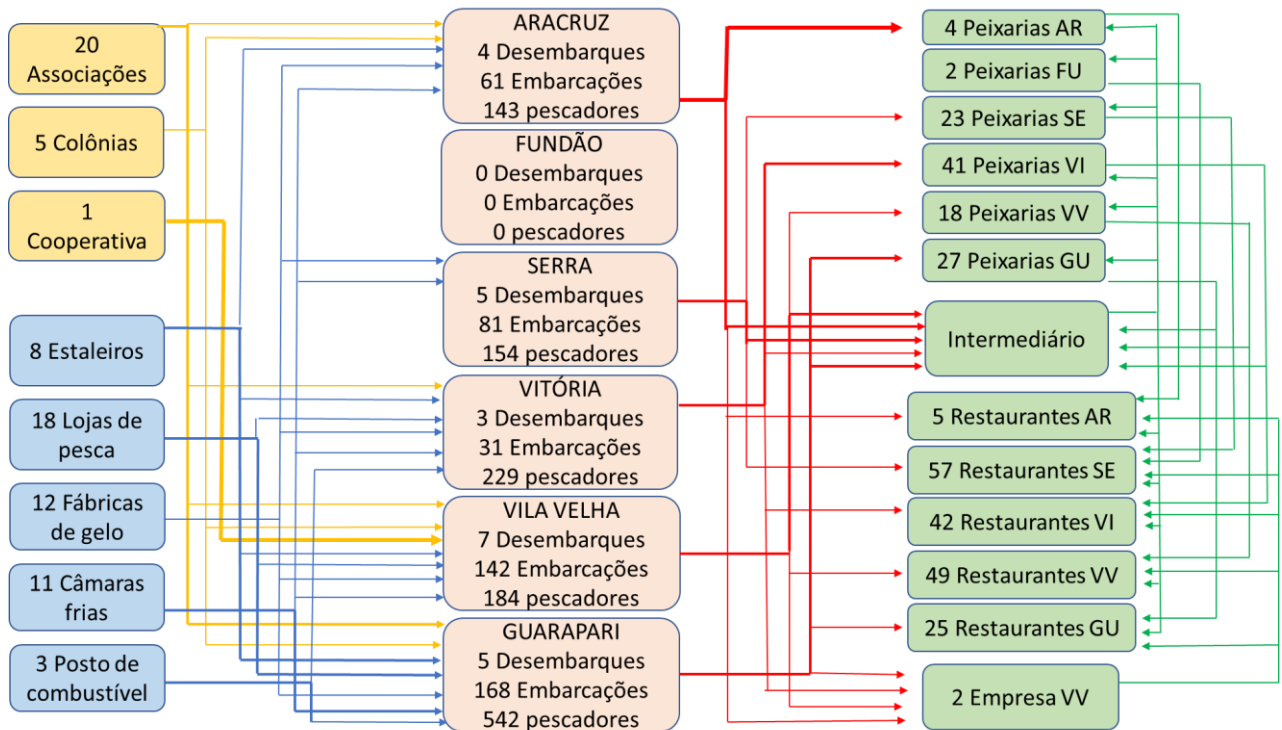 20
Associações
5 Colônias
1
Cooperativa
8 Estaleiros
18 Lojas de
pesca
12 Fábricas
de gelo
11 Câmaras
frias
3 Posto de
combustível
ARACRUZ
4 Desembarques
61 Embarcações
143 pescadores
FUNDÃO
0 Desembarques
0 Embarcações
0 pescadores
SERRA
5 Desembarques
81 Embarcações
154 pescadores
VITÓRIA
3 Desembarques
31 Embarcações
229 pescadores
VILA VELHA
7 Desembarques
142 Embarcações
184 pescadores
GUARAPARI
5 Desembarques
168 Embarcações
542 pescadores
4 Peixarias AR
2 Peixarias FU
23 Peixarias SE
41 Peixarias VI
18 Peixarias VV
27 Peixarias GU
Intermediário
5 Restaurantes AR
57 Restaurantes SE
42 Restaurantes VI
49 Restaurantes VV
25 Restaurantes GU
2 Empresa VV